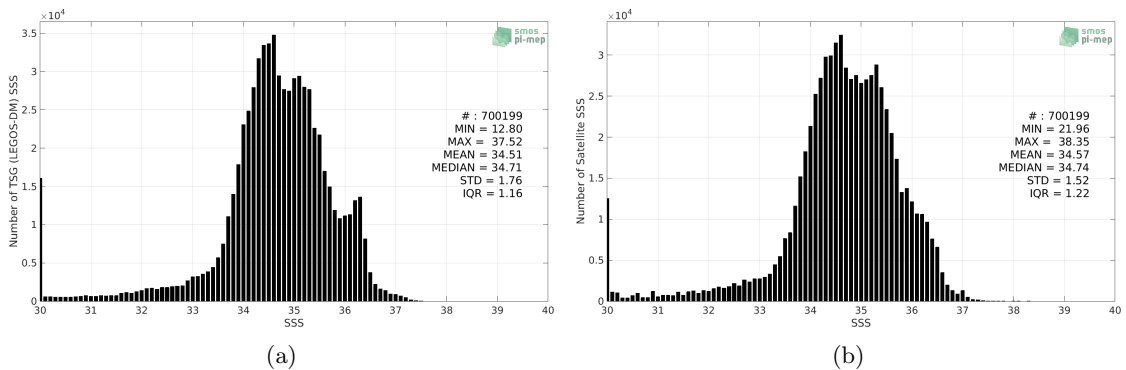 ×10⁴
3.5
3
2.5
2
1.5
1
0.5
0
30 31 32 33 34 35 36 37 38 39 40
SSS
Number of TSG (LEGOS-DM) SSS
smos
pi-mep
# : 700199
MIN = 12.80
MAX = 37.52
MEAN = 34.51
MEDIAN = 34.71
STD = 1.76
IQR = 1.16
(a)
×10⁴
3
2.5
2
1.5
1
0.5
0
30 31 32 33 34 35 36 37 38 39 40
SSS
Number of Satellite SSS
smos
pi-mep
# : 700199
MIN = 21.96
MAX = 38.35
MEAN = 34.57
MEDIAN = 34.74
STD = 1.52
IQR = 1.22
(b)